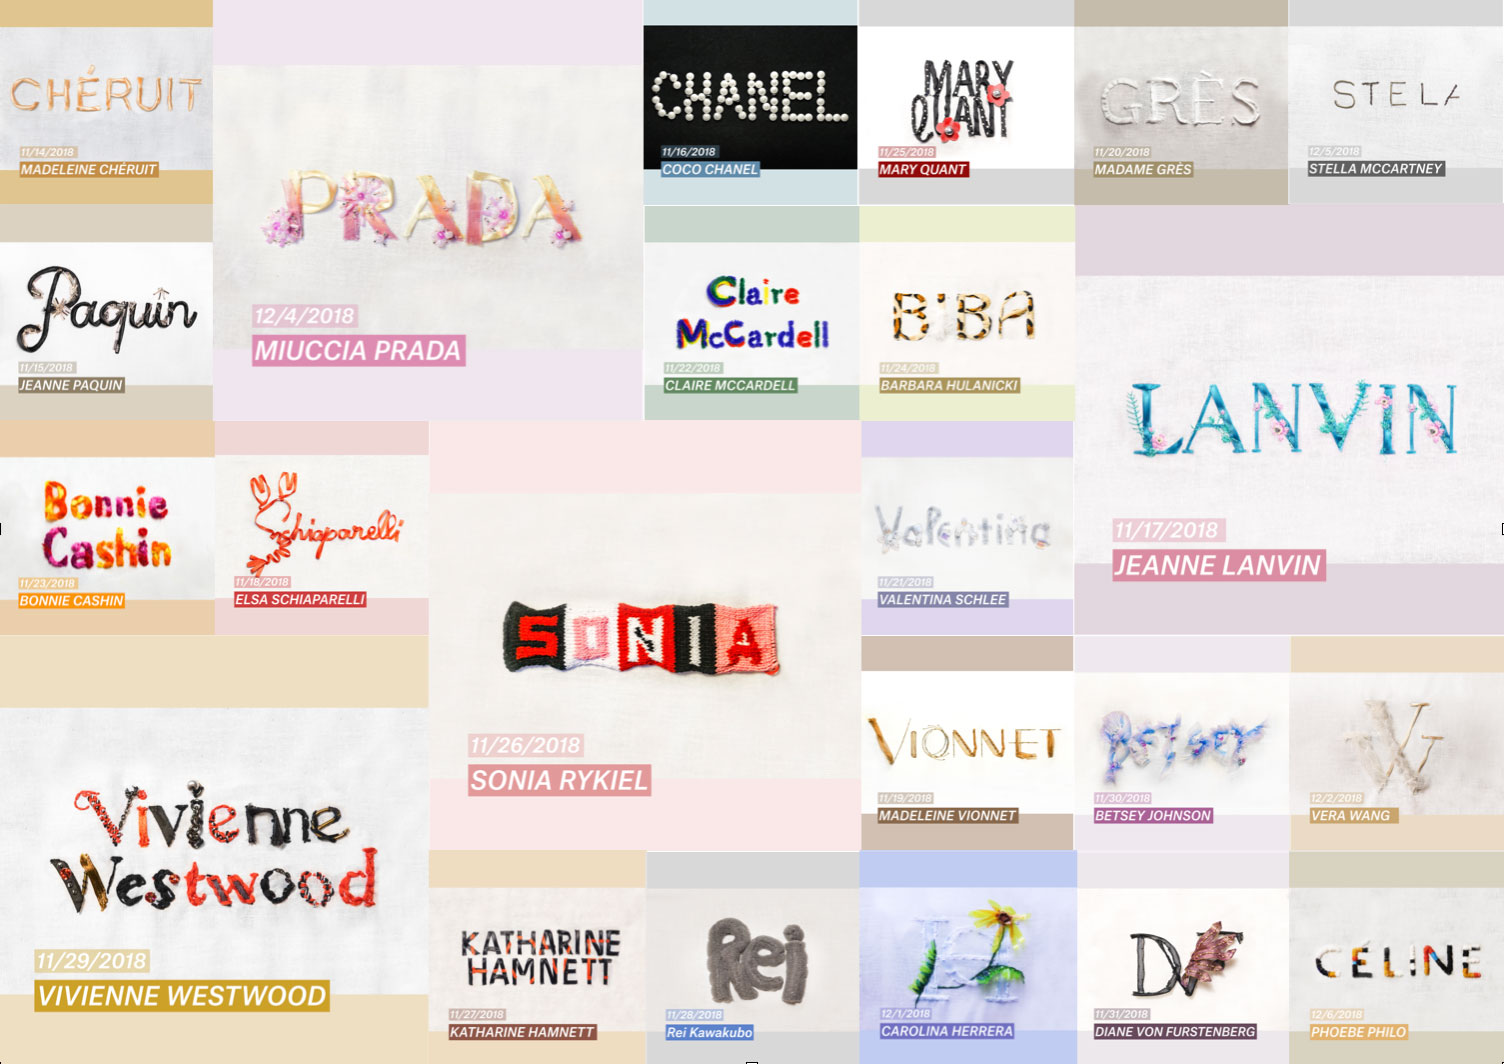 CHÉRUIT
11/14/2018
MADELEINE CHÉRUIT
PRADA
12/4/2018
MIUCCIA PRADA
CHANEL
11/16/2018
COCO CHANEL
MARY
QUANT
11/25/2018
MARY QUANT
GRÈS
11/20/2018
MADAME GRÈS
STELLA
12/5/2018
STELLA MCCARTNEY
Paquin
11/15/2018
JEANNE PAQUIN
Claire
McCardell
11/22/2018
CLAIRE MCCARDELL
BIBA
11/24/2018
BARBARA HULANICKI
LANVIN
11/17/2018
JEANNE LANVIN
Bonnie
Cashin
11/23/2018
BONNIE CASHIN
Schiaparelli
11/18/2018
ELSA SCHIAPARELLI
SONIA
11/26/2018
SONIA RYKIEL
Valentina
11/21/2018
VALENTINA SCHLEE
Vivienne
Westwood
11/29/2018
VIVIENNE WESTWOOD
VIONNET
11/19/2018
MADELEINE VIONNET
BETSEY
11/30/2018
BETSEY JOHNSON
VW
12/2/2018
VERA WANG
KATHARINE
HAMNETT
11/27/2018
KATHARINE HAMNETT
Rei
11/28/2018
Rei Kawakubo
12/1/2018
CAROLINA HERRERA
DVF
11/31/2018
DIANE VON FURSTENBERG
CÉLINE
12/6/2018
PHOEBE PHILO